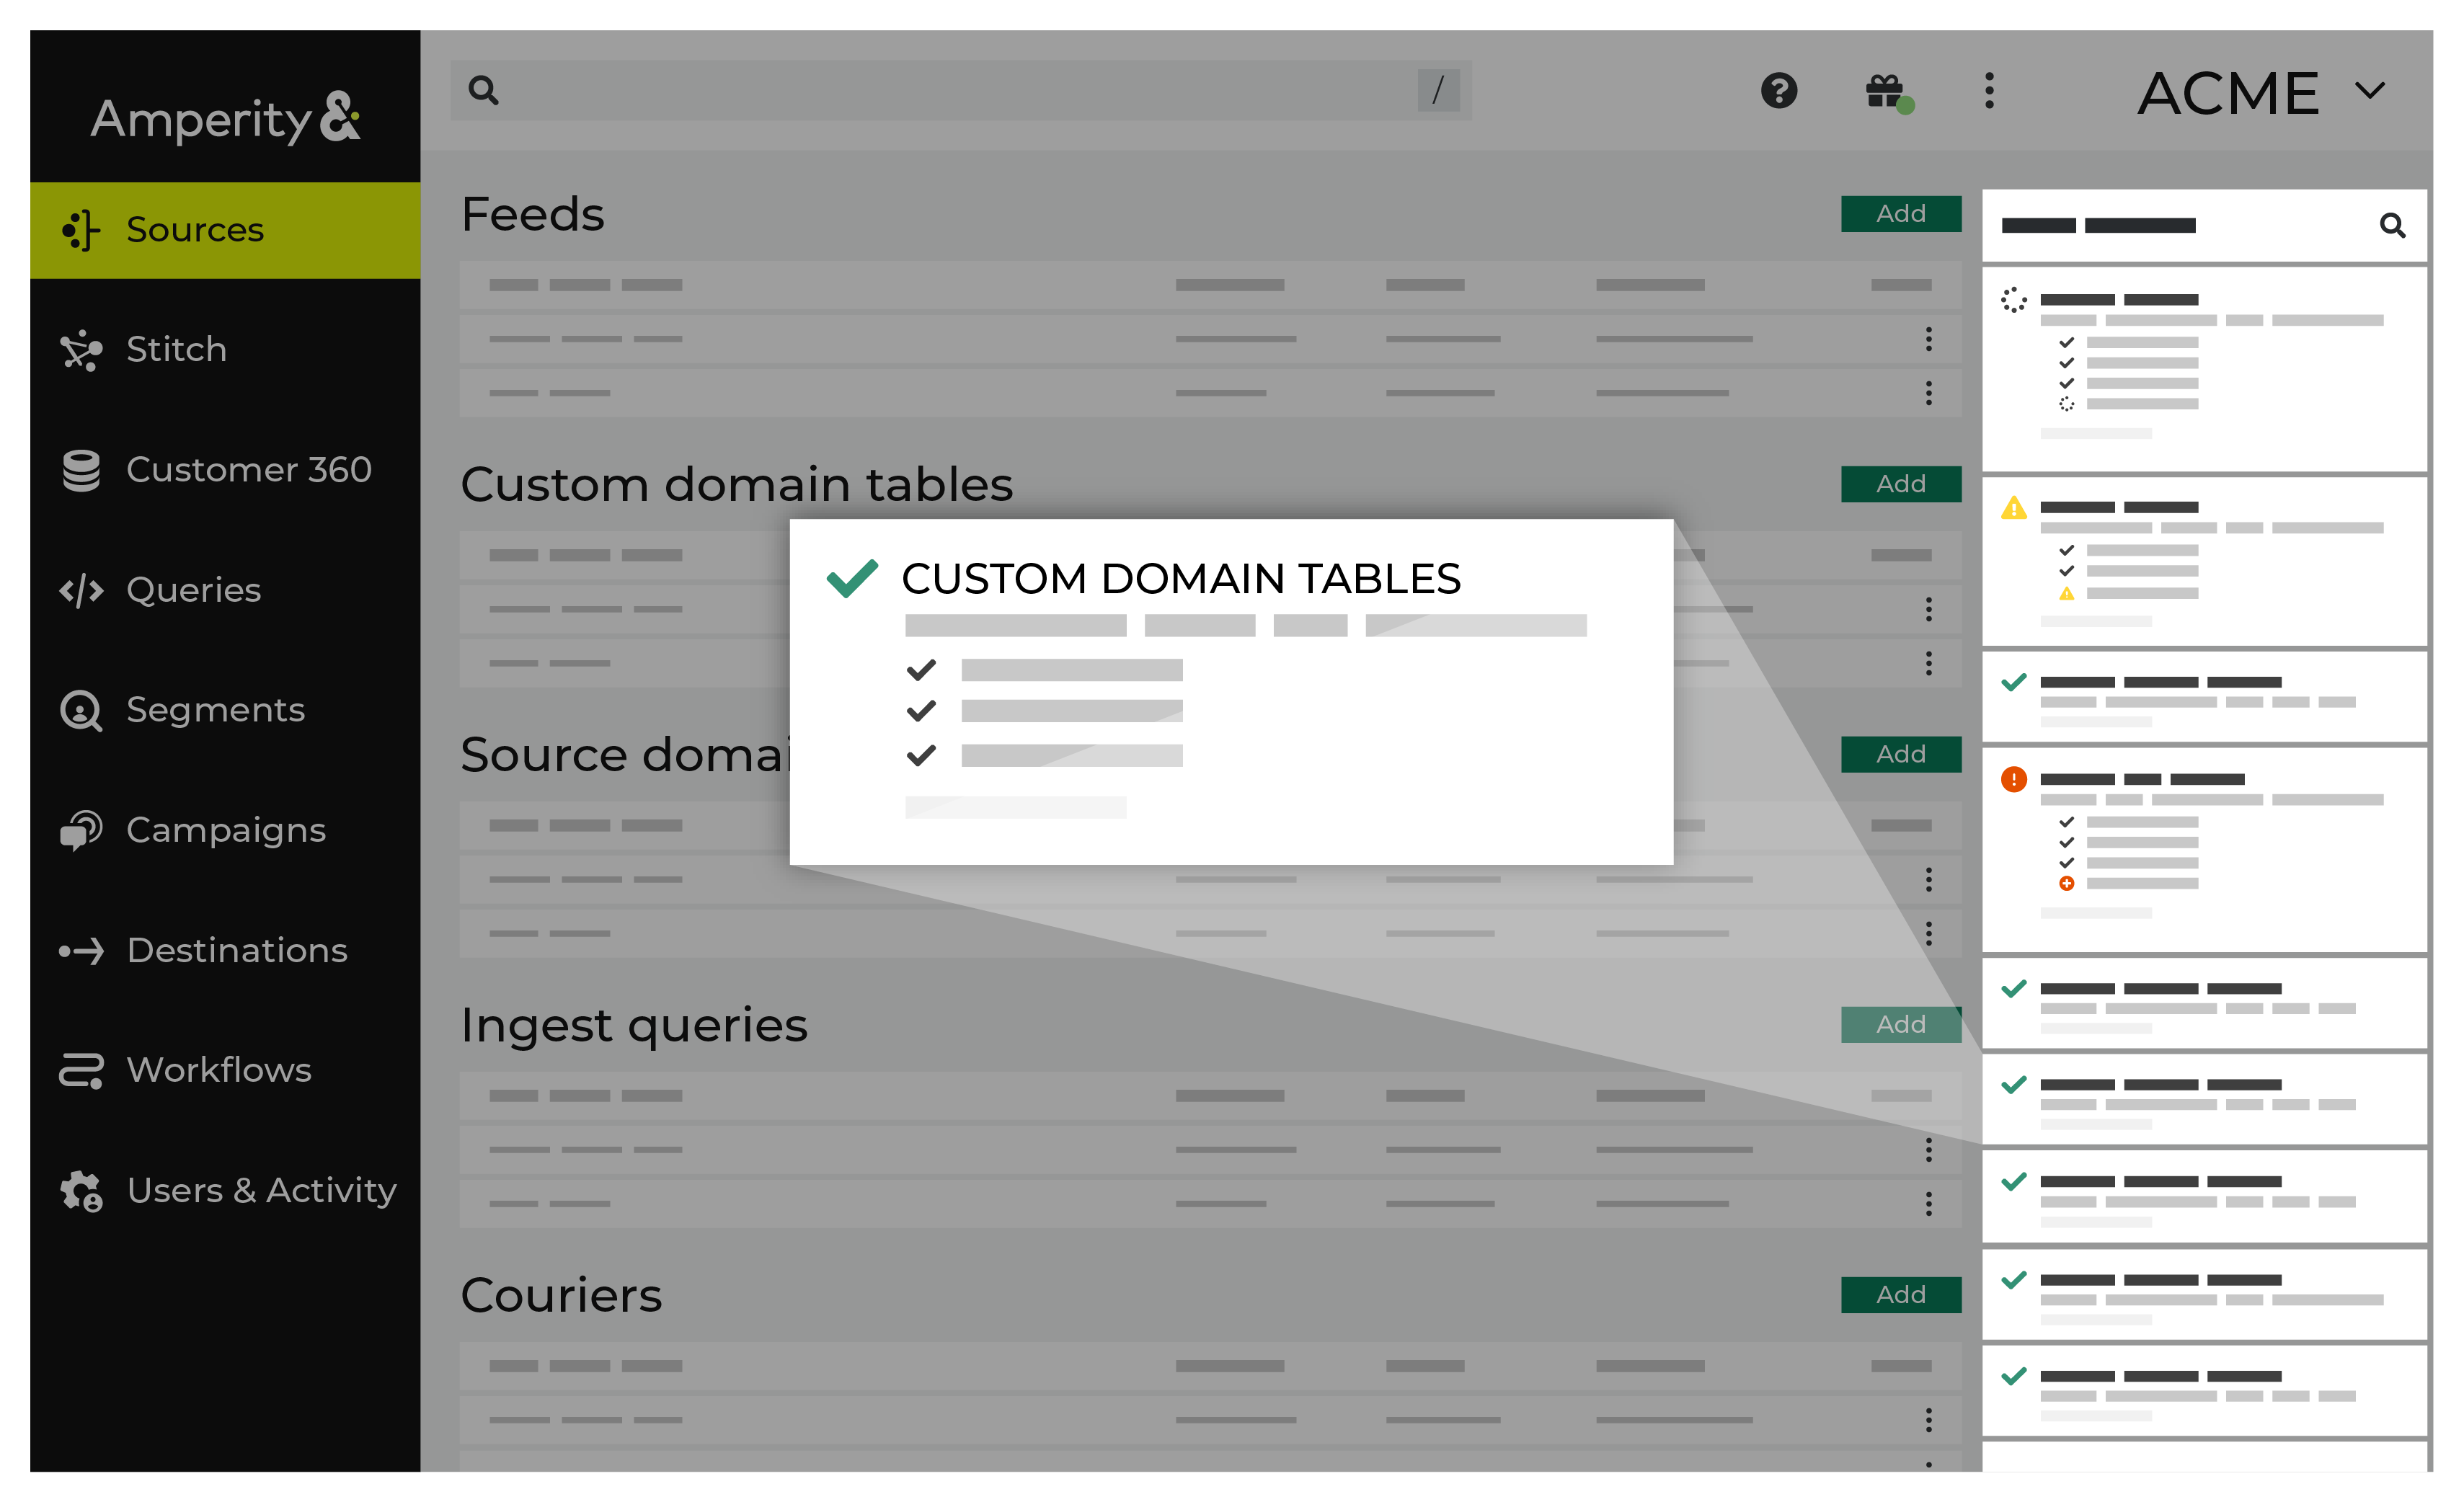 Amperity&
/
ACME
Sources
Stitch
Customer 360
Queries
Segments
Campaigns
Destinations
Workflows
Users & Activity
Feeds
Add
Custom domain tables
Add
CUSTOM DOMAIN TABLES
Source domai
Add
Ingest queries
Add
Couriers
Add